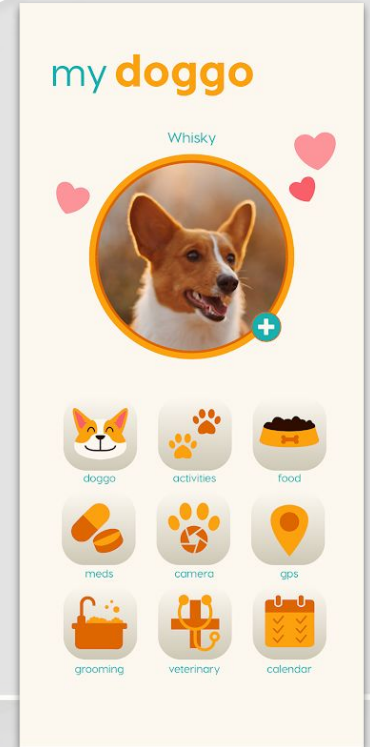 my doggo
Whisky
doggo activities food
meds camera gps
grooming veterinary calendar